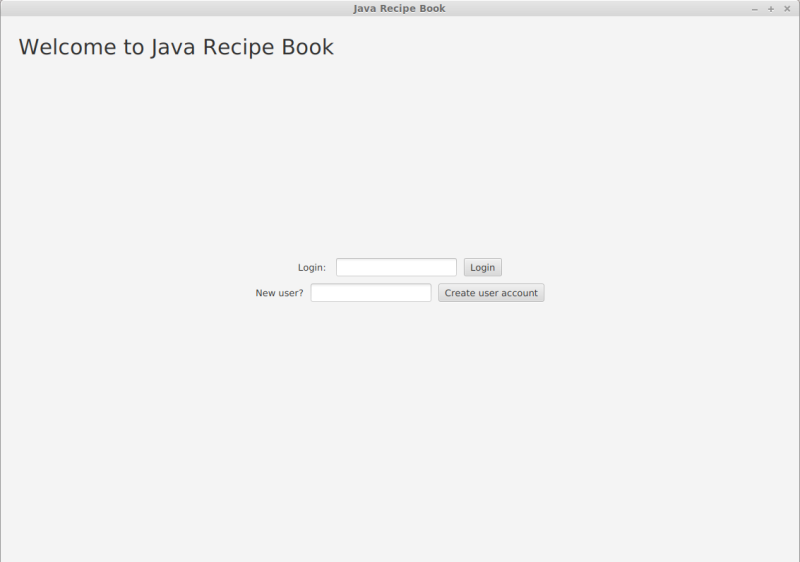 Java Recipe Book
Welcome to Java Recipe Book
Login: Login
New user? Create user account